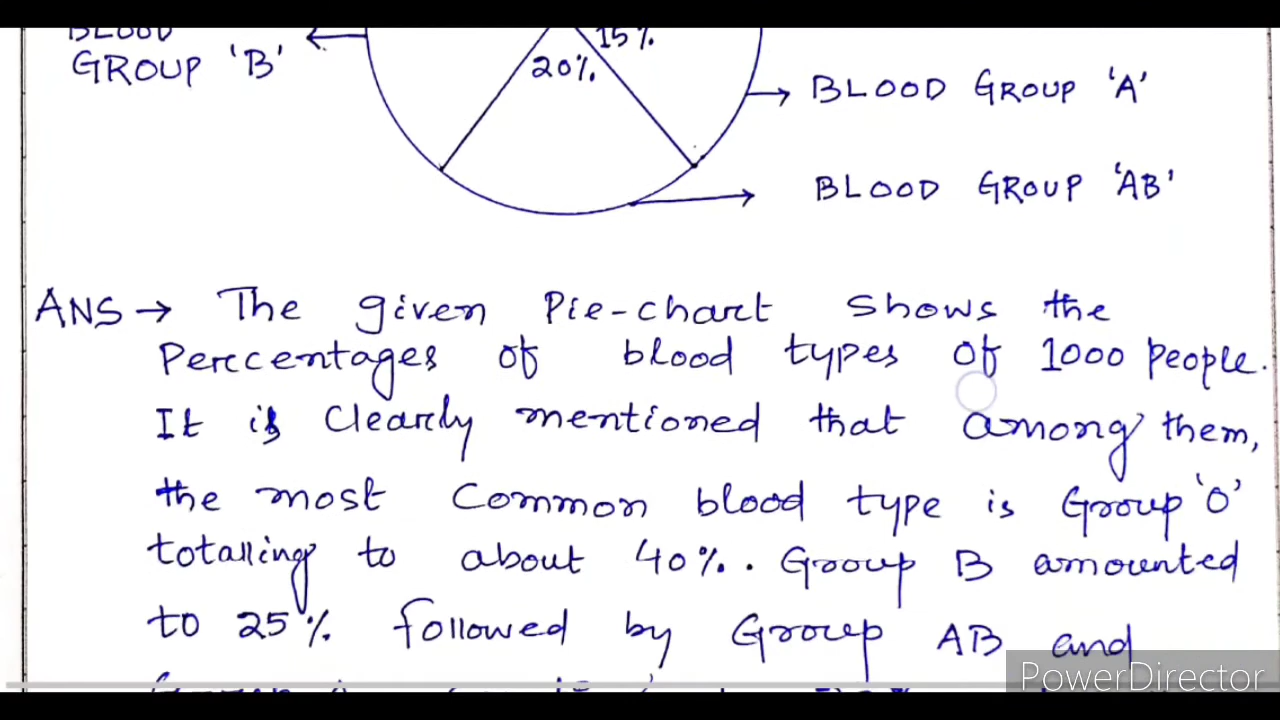 BLOOD
GROUP 'B'
15%
20%
BLOOD GROUP 'A'
BLOOD GROUP 'AB'
ANS → The given Pie-chart shows the
Percentages of blood types of 1000 people.
It is clearly mentioned that among them,
the most common blood type is Group 'O'
totalling to about 40%. Group B amounted
to 25% followed by Group AB and
PowerDirector